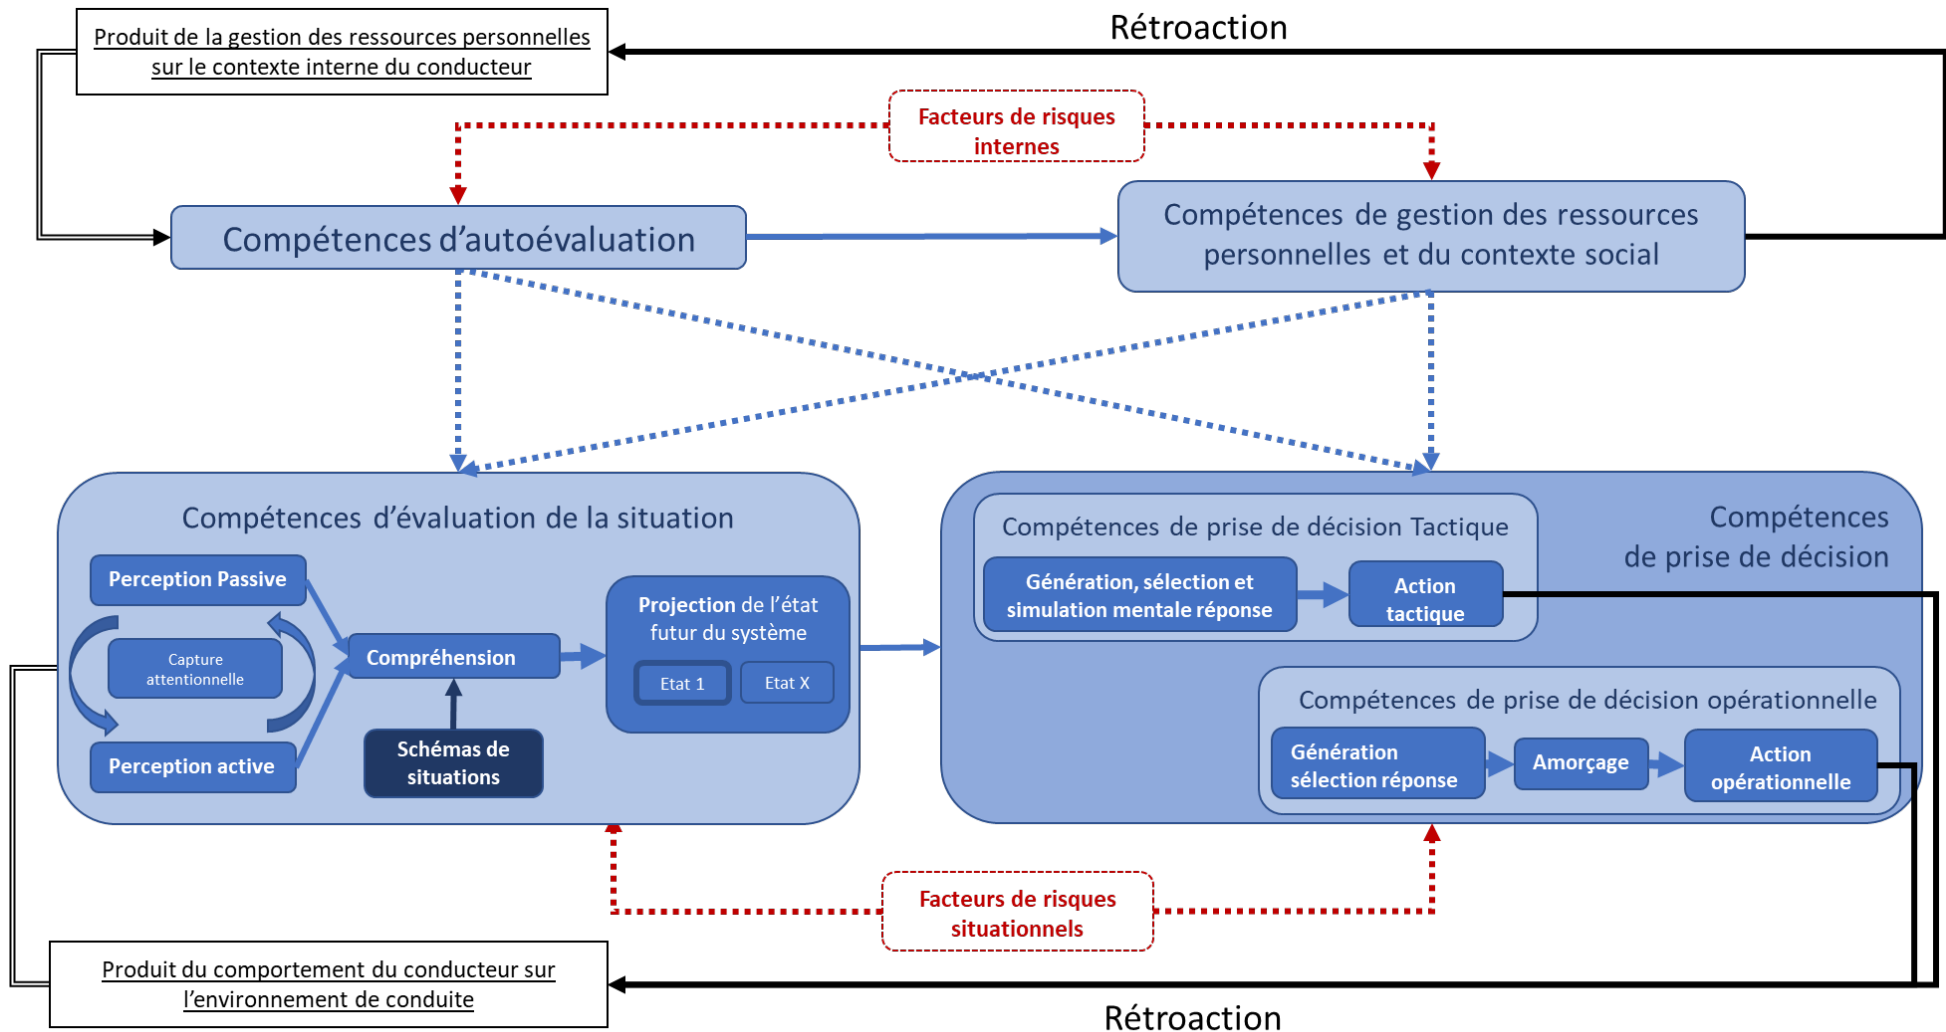 Rétroaction
Produit de la gestion des ressources personnelles
sur le contexte interne du conducteur
Facteurs de risques
internes
Compétences d'autoévaluation
Compétences de gestion des ressources
personnelles et du contexte social
Compétences d'évaluation de la situation
Perception Passive
Capture
attentionnelle
Perception active
Compréhension
Schémas de
situations
Projection de l'état
futur du système
Etat 1
Etat X
Compétences
de prise de décision
Compétences de prise de décision Tactique
Génération, sélection et
simulation mentale réponse
Action
tactique
Compétences de prise de décision opérationnelle
Génération
sélection réponse
Amorçage
Action
opérationnelle
Facteurs de risques
situationnels
Produit du comportement du conducteur sur
l'environnement de conduite
Rétroaction